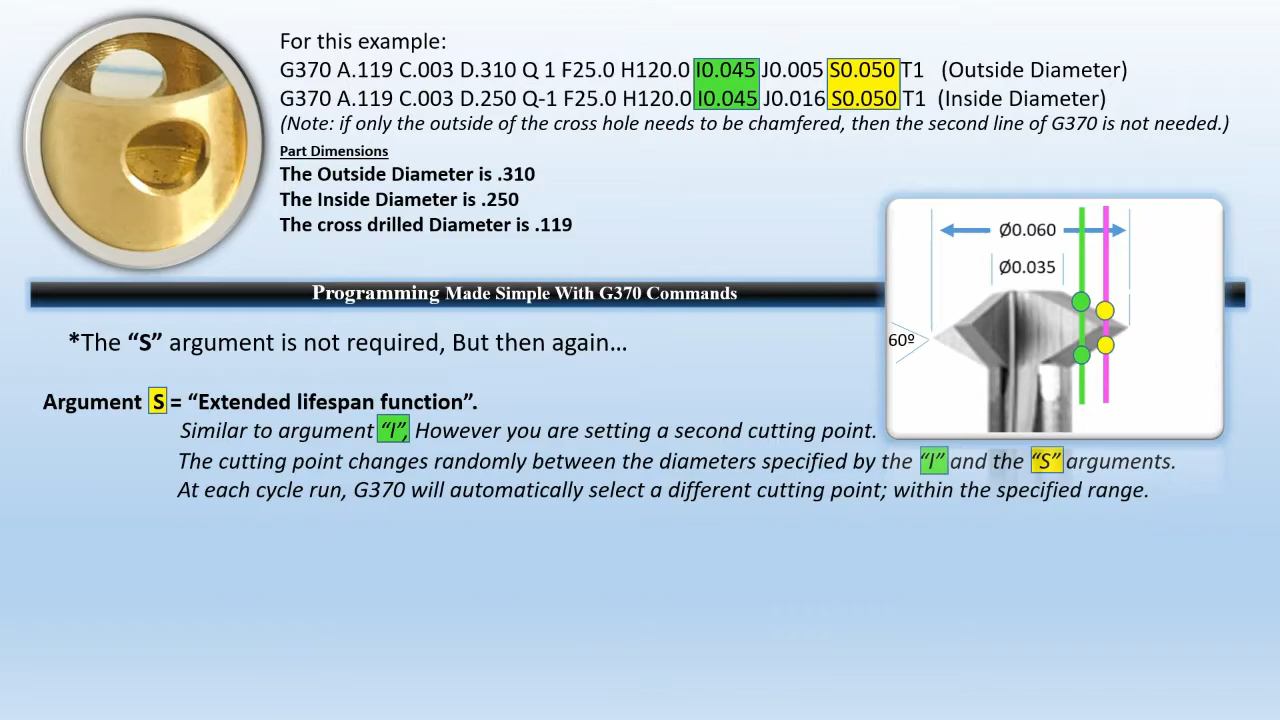 For this example:
G370 A.119 C.003 D.310 Q 1 F25.0 H120.0 I0.045 J0.005 S0.050 T1 (Outside Diameter)
G370 A.119 C.003 D.250 Q-1 F25.0 H120.0 I0.045 J0.016 S0.050 T1 (Inside Diameter)
(Note: if only the outside of the cross hole needs to be chamfered, then the second line of G370 is not needed.)
Part Dimensions
The Outside Diameter is .310
The Inside Diameter is .250
The cross drilled Diameter is .119
Ø0.060
Ø0.035
60º
Programming Made Simple With G370 Commands
*The “S” argument is not required, But then again…
Argument S = “Extended lifespan function”.
Similar to argument “I”, However you are setting a second cutting point.
The cutting point changes randomly between the diameters specified by the “I” and the “S” arguments.
At each cycle run, G370 will automatically select a different cutting point; within the specified range.